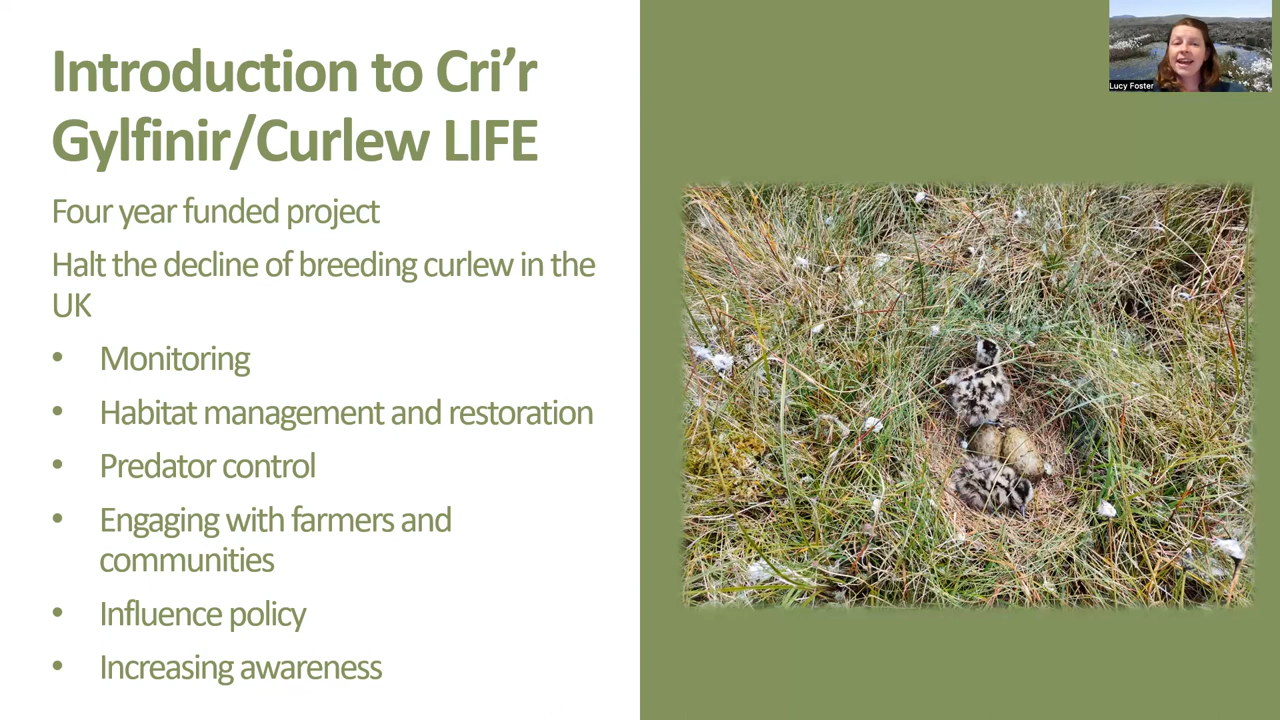 Introduction to Cri’r
Gylfinir/Curlew LIFE
Four year funded project
Halt the decline of breeding curlew in the
UK
• Monitoring
• Habitat management and restoration
• Predator control
• Engaging with farmers and
communities
• Influence policy
• Increasing awareness
Lucy Foster